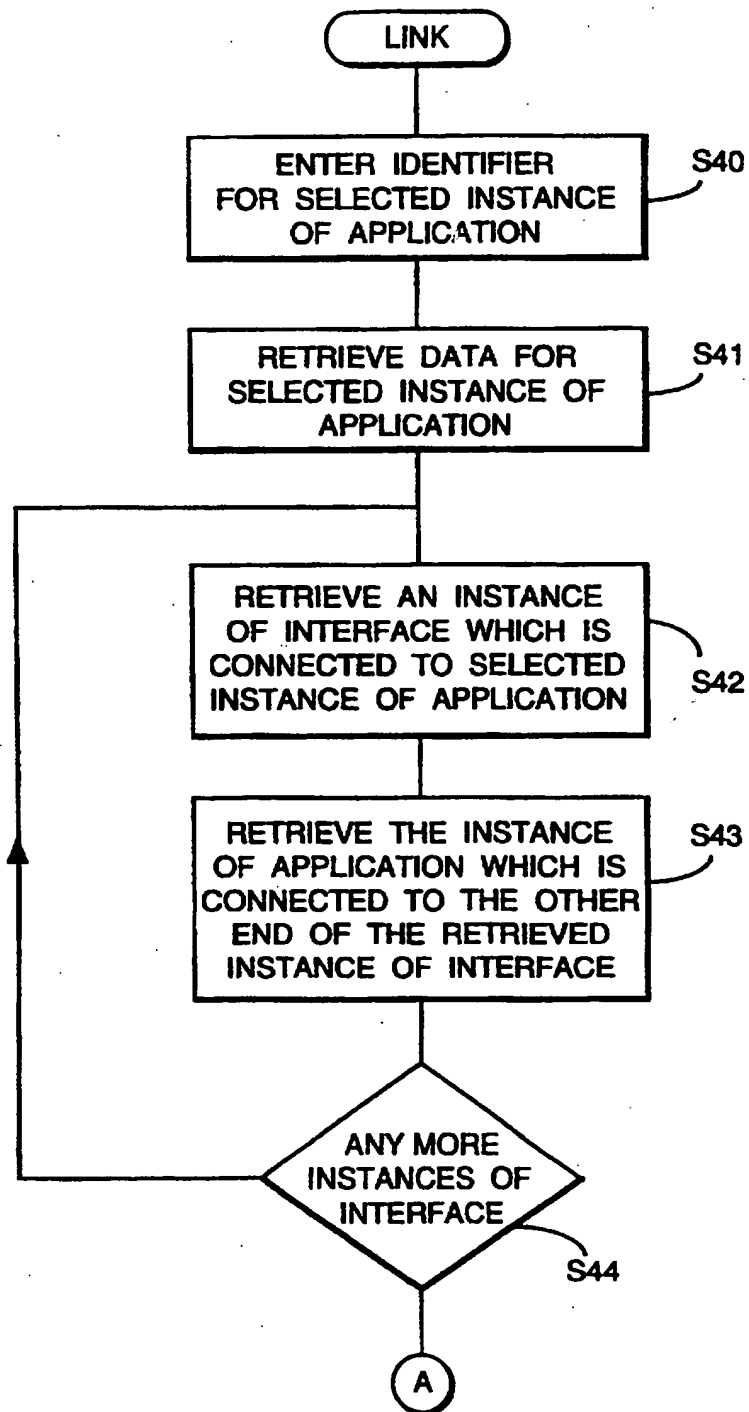 LINK
ENTER IDENTIFIER
FOR SELECTED INSTANCE
OF APPLICATION
S40
RETRIEVE DATA FOR
SELECTED INSTANCE OF
APPLICATION
S41
RETRIEVE AN INSTANCE
OF INTERFACE WHICH IS
CONNECTED TO SELECTED
INSTANCE OF APPLICATION
S42
RETRIEVE THE INSTANCE
OF APPLICATION WHICH IS
CONNECTED TO THE OTHER
END OF THE RETRIEVED
INSTANCE OF INTERFACE
S43
ANY MORE
INSTANCES OF
INTERFACE
S44
A